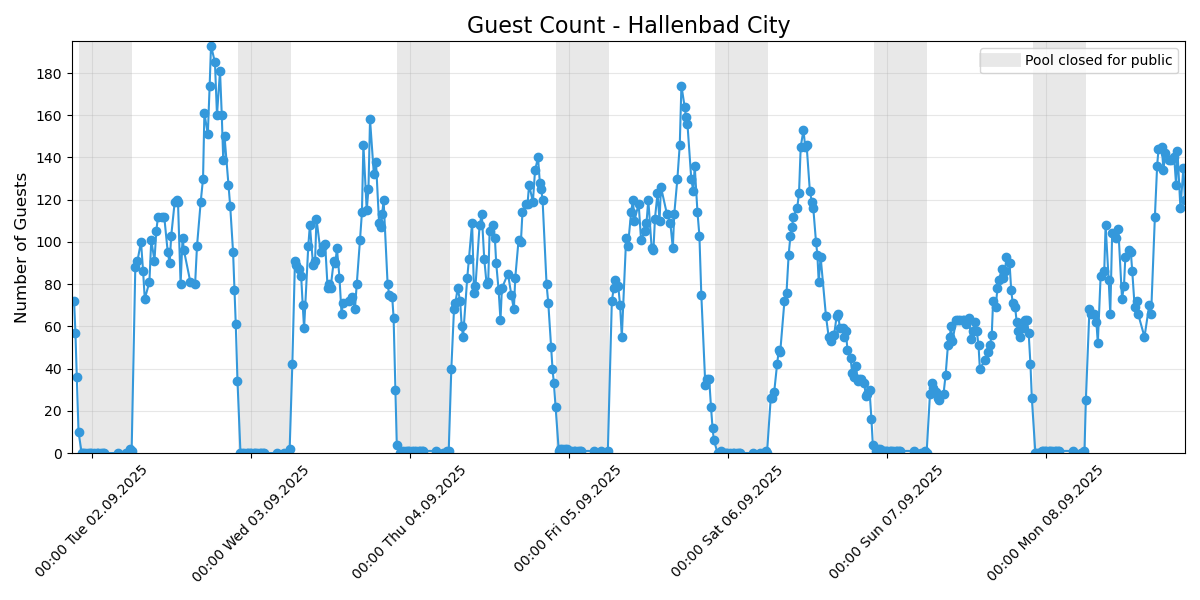 Guest Count - Hallenbad City
Pool closed for public
Number of Guests
180
160
140
120
100
80
60
40
20
0
00:00 Tue 02.09.2025
00:00 Wed 03.09.2025
00:00 Thu 04.09.2025
00:00 Fri 05.09.2025
00:00 Sat 06.09.2025
00:00 Sun 07.09.2025
00:00 Mon 08.09.2025